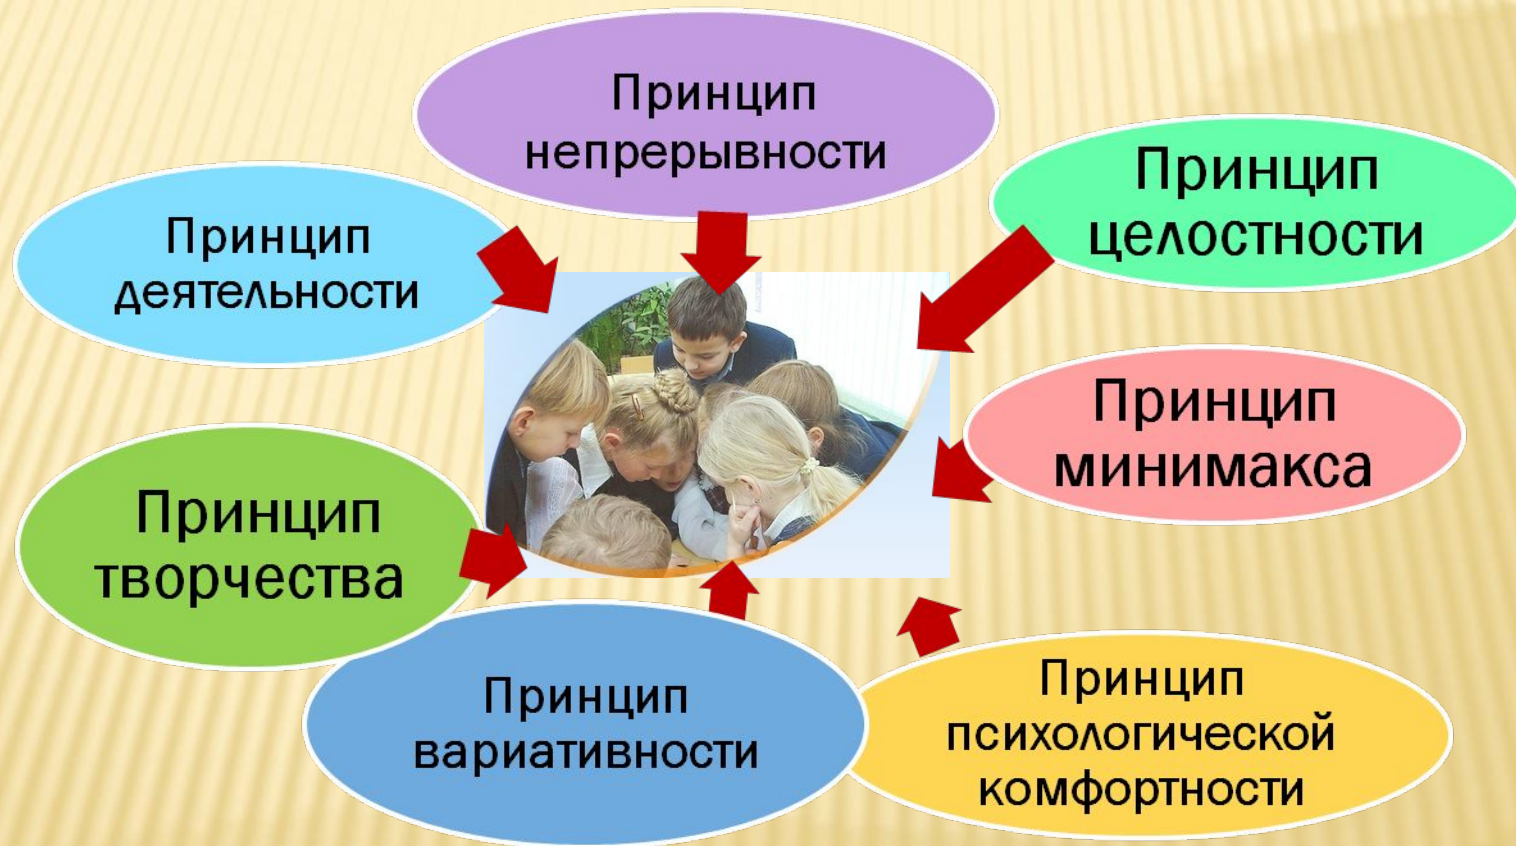 Принцип
непрерывности
Принцип
целостности
Принцип
деятельности
Принцип
минимакса
Принцип
творчества
Принцип
вариативности
Принцип
психологической
комфортности